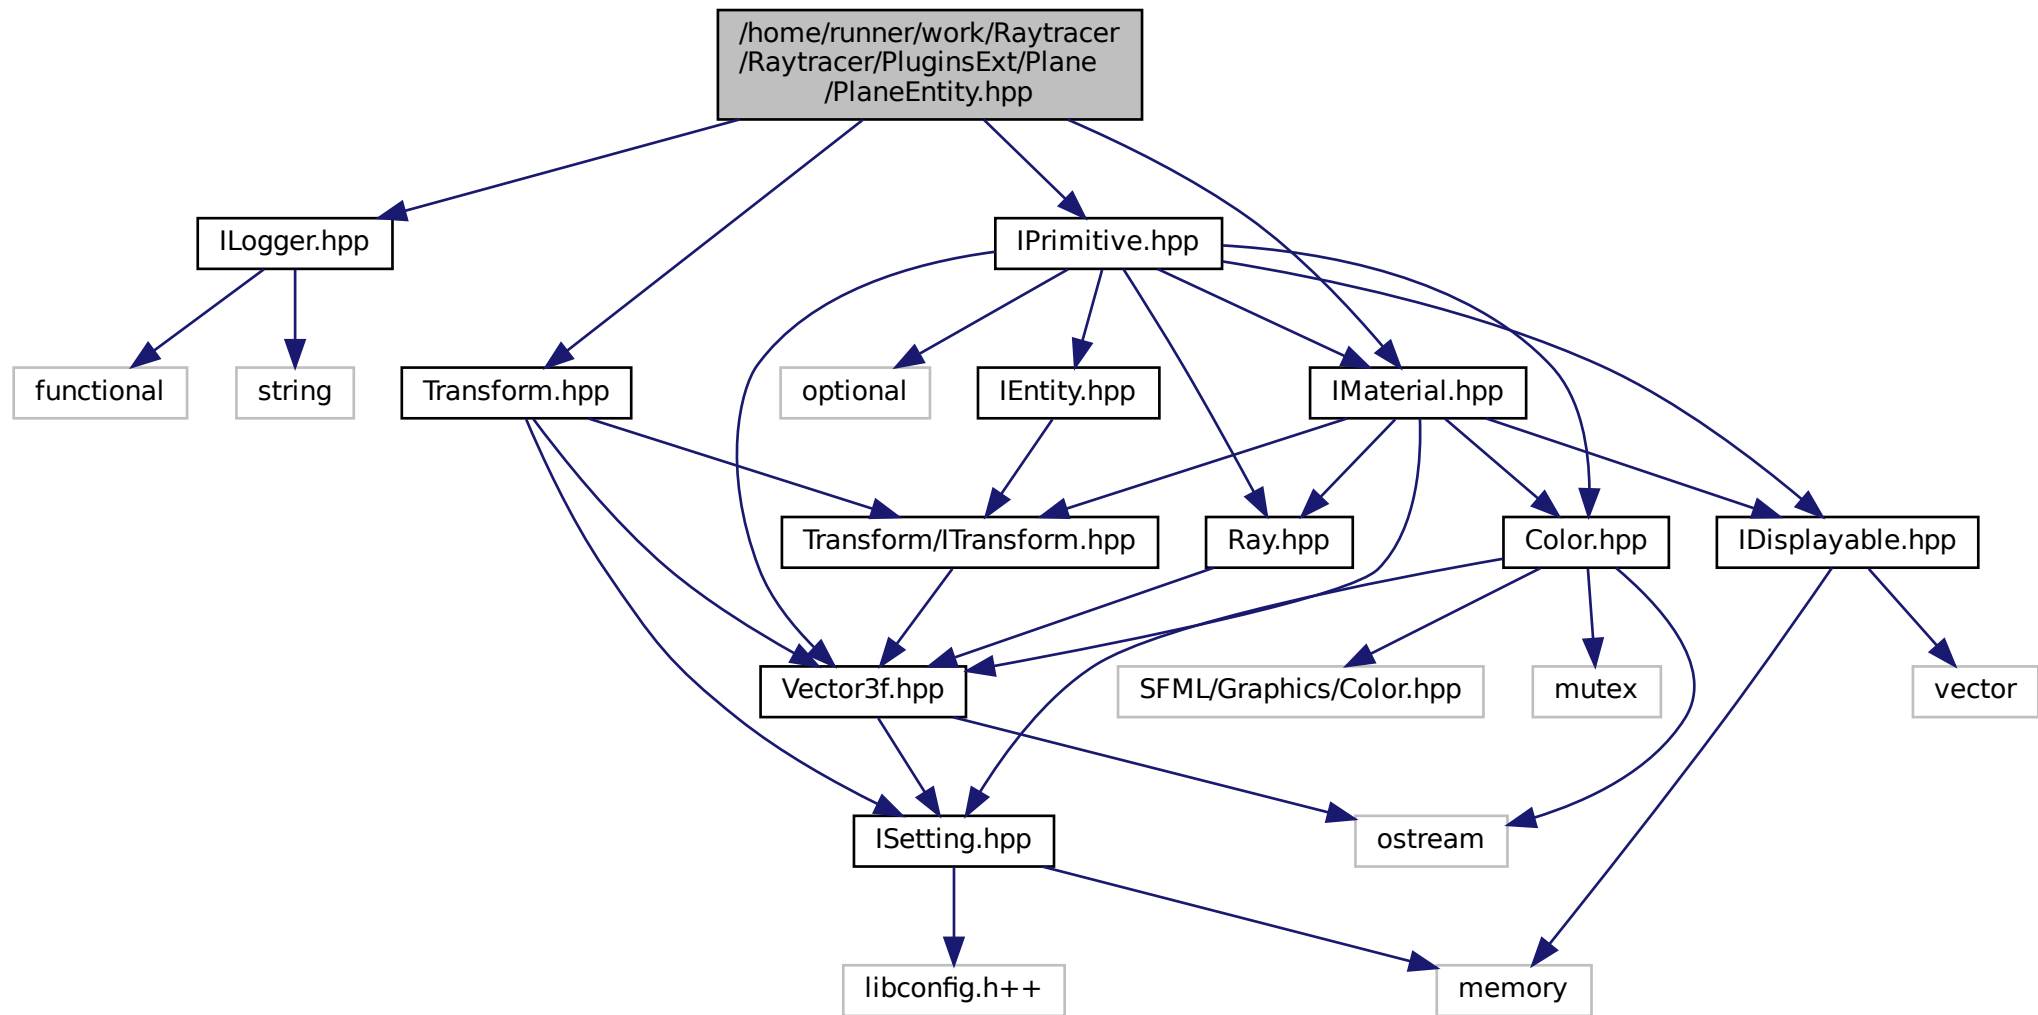 /home/runner/work/Raytracer
/Raytracer/PluginsExt/Plane
/PlaneEntity.hpp
ILogger.hpp
IPrimitive.hpp
functional
string
Transform.hpp
optional
IEntity.hpp
IMaterial.hpp
Transform/ITransform.hpp
Ray.hpp
Color.hpp
IDisplayable.hpp
Vector3f.hpp
SFML/Graphics/Color.hpp
mutex
vector
ISetting.hpp
ostream
libconfig.h++
memory